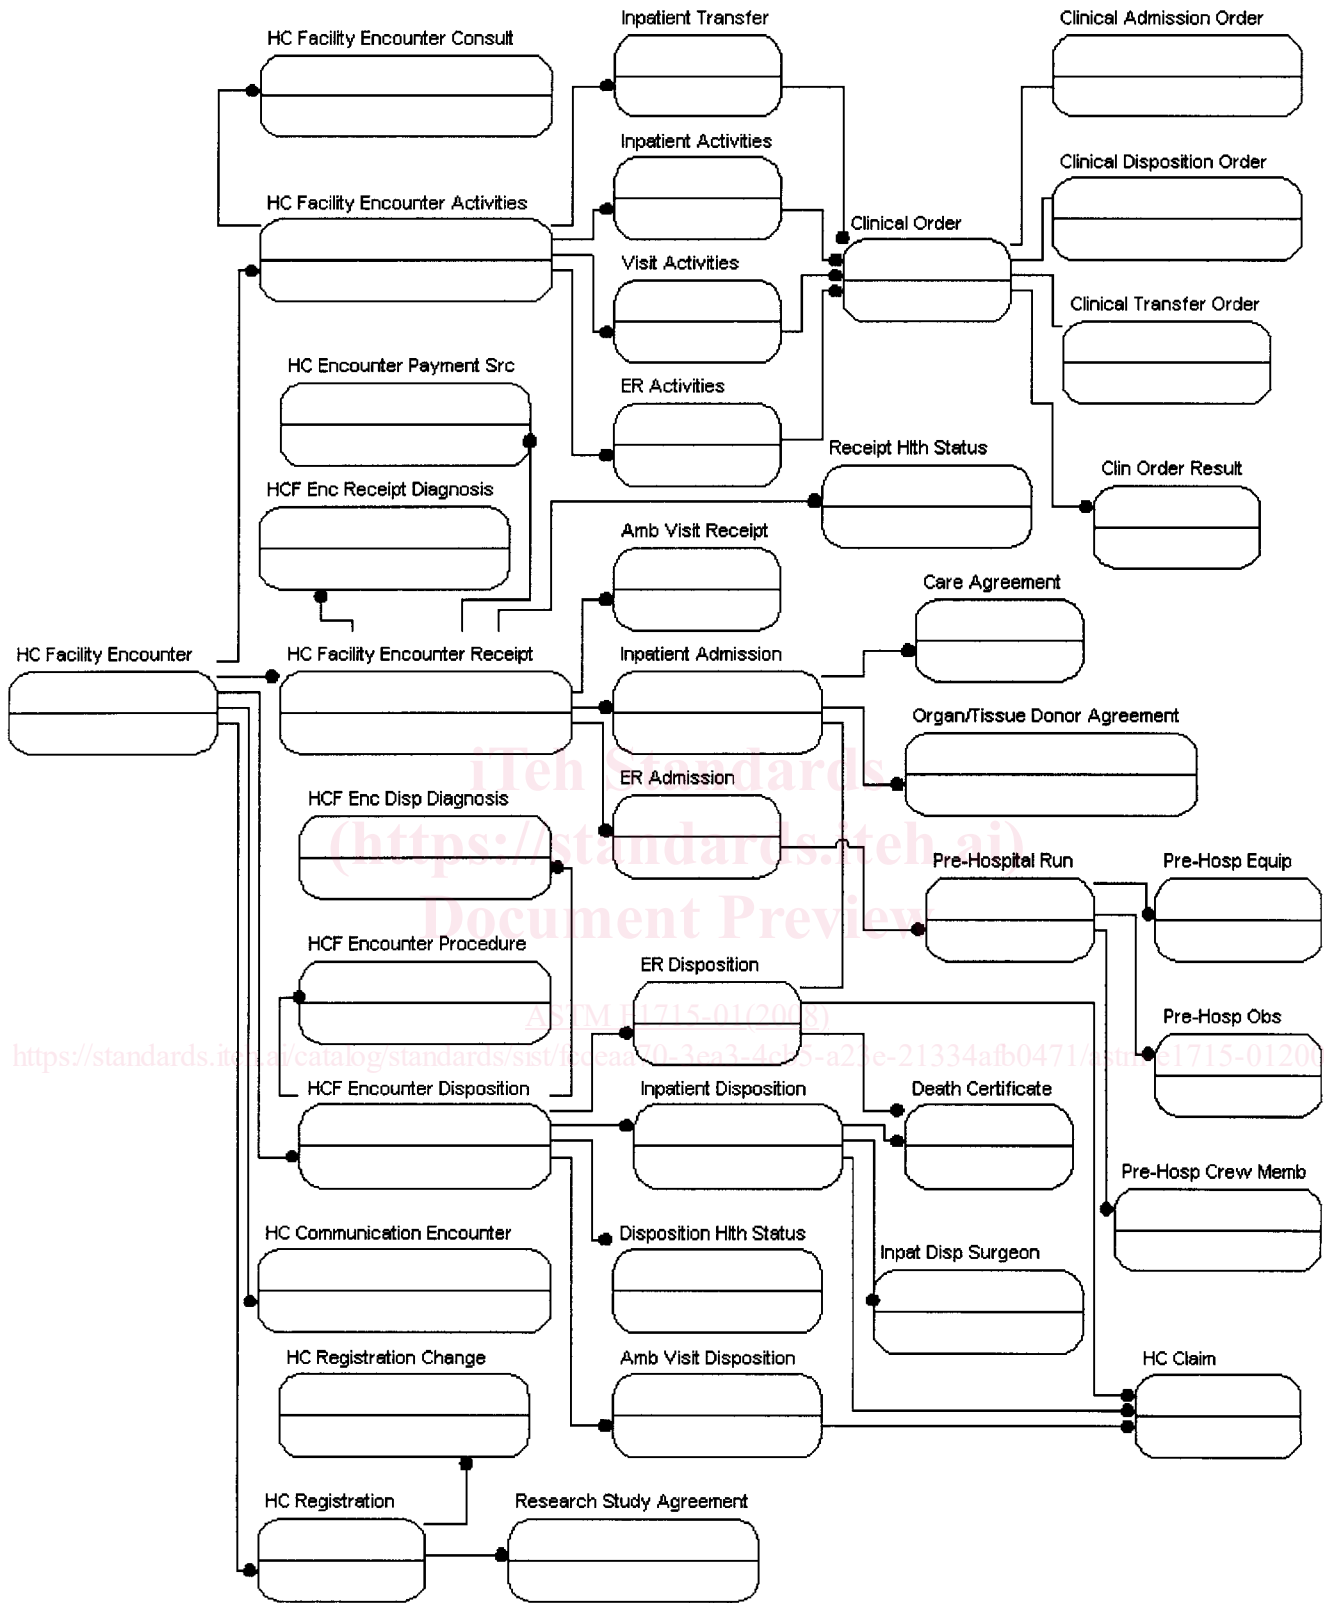 Inpatient Transfer
Clinical Admission Order
HC Facility Encounter Consult
Inpatient Activities
Clinical Disposition Order
HC Facility Encounter Activities
Clinical Order
Visit Activities
Clinical Transfer Order
HC Encounter Payment Src
ER Activities
Receipt Hlth Status
Clin Order Result
HCF Enc Receipt Diagnosis
Amb Visit Receipt
Care Agreement
HC Facility Encounter
HC Facility Encounter Receipt
Inpatient Admission
Organ/Tissue Donor Agreement
iTeh Standards
ER Admission
HCF Enc Disp Diagnosis
(https://standards.iteh.ai)
Pre-Hospital Run
Pre-Hosp Equip
Document Preview
HCF Encounter Procedure
ER Disposition
ASTM E1715-01(2008)
Pre-Hosp Obs
HCF Encounter Disposition
Inpatient Disposition
Death Certificate
Pre-Hosp Crew Memb
HC Communication Encounter
Disposition Hlth Status
Inpat Disp Surgeon
HC Registration Change
Amb Visit Disposition
HC Claim
HC Registration
Research Study Agreement